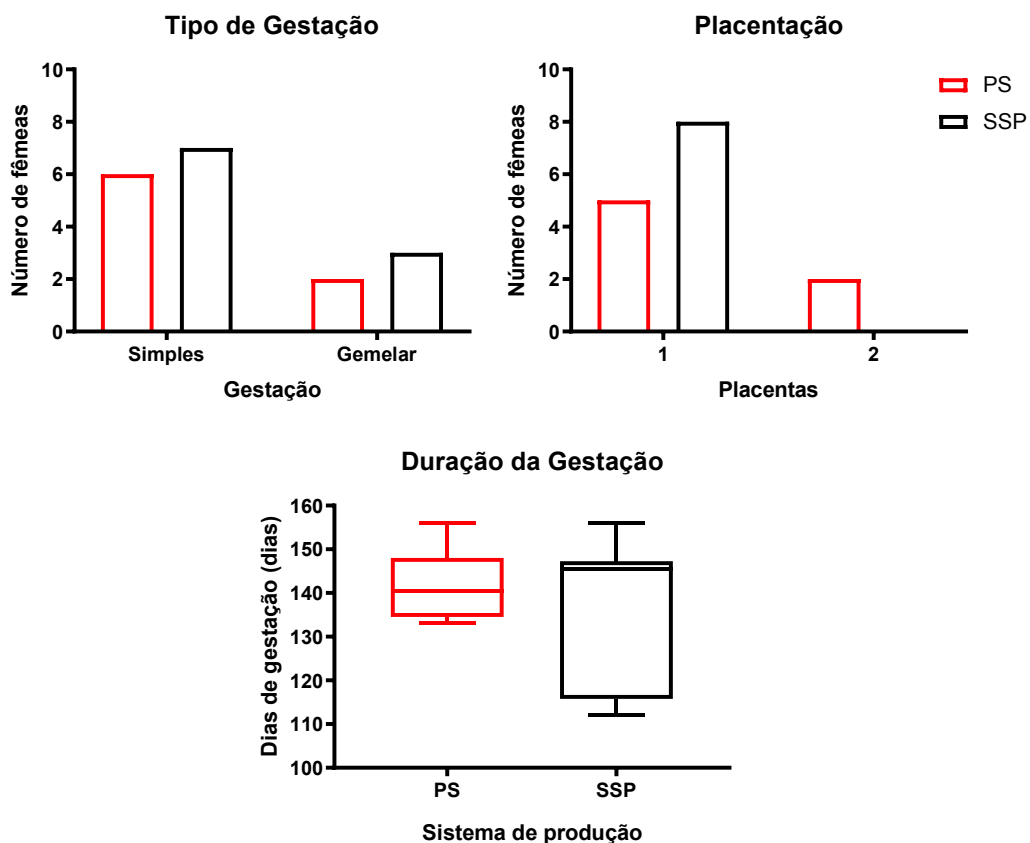 Tipo de Gestação
Número de fêmeas
10
8
6
4
2
0
Simples
Gemelar
Gestação
Placentação
Número de fêmeas
10
8
6
4
2
0
1
2
Placentas
PS
SSP
Duração da Gestação
Dias de gestação (dias)
160
150
140
130
120
110
100
PS
SSP
Sistema de produção